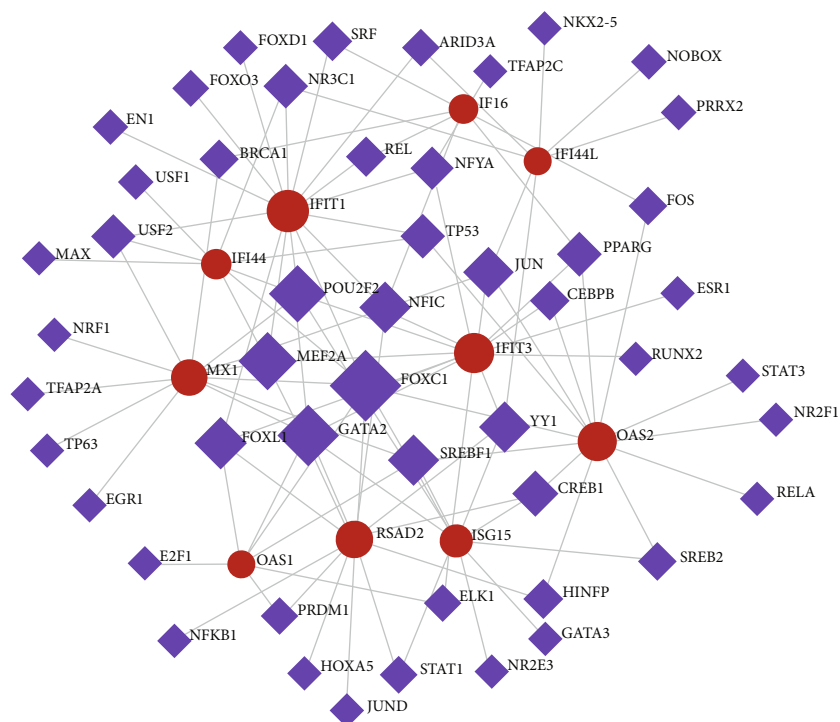 NKX2-5
FOXD1
SRF
ARID3A
NOBOX
TFAP2C
FOXO3
NR3C1
IF16
PRRX2
EN1
BRCA1
REL
NFYA
IFI44L
USF1
IFIT1
FOS
USF2
TP53
PPARG
MAX
IFI44
JUN
POU2F2
NFIC
CEBPB
ESR1
NRF1
MEF2A
IFIT3
RUNX2
MX1
FOXC1
STAT3
TFAP2A
NR2F1
TP63
FOXL1
GATA2
YY1
OAS2
SREBF1
EGR1
CREB1
RELA
RSAD2
ISG15
E2F1
OAS1
SREB2
PRDM1
ELK1
HINFP
NFKB1
GATA3
HOXA5
STAT1
NR2E3
JUND